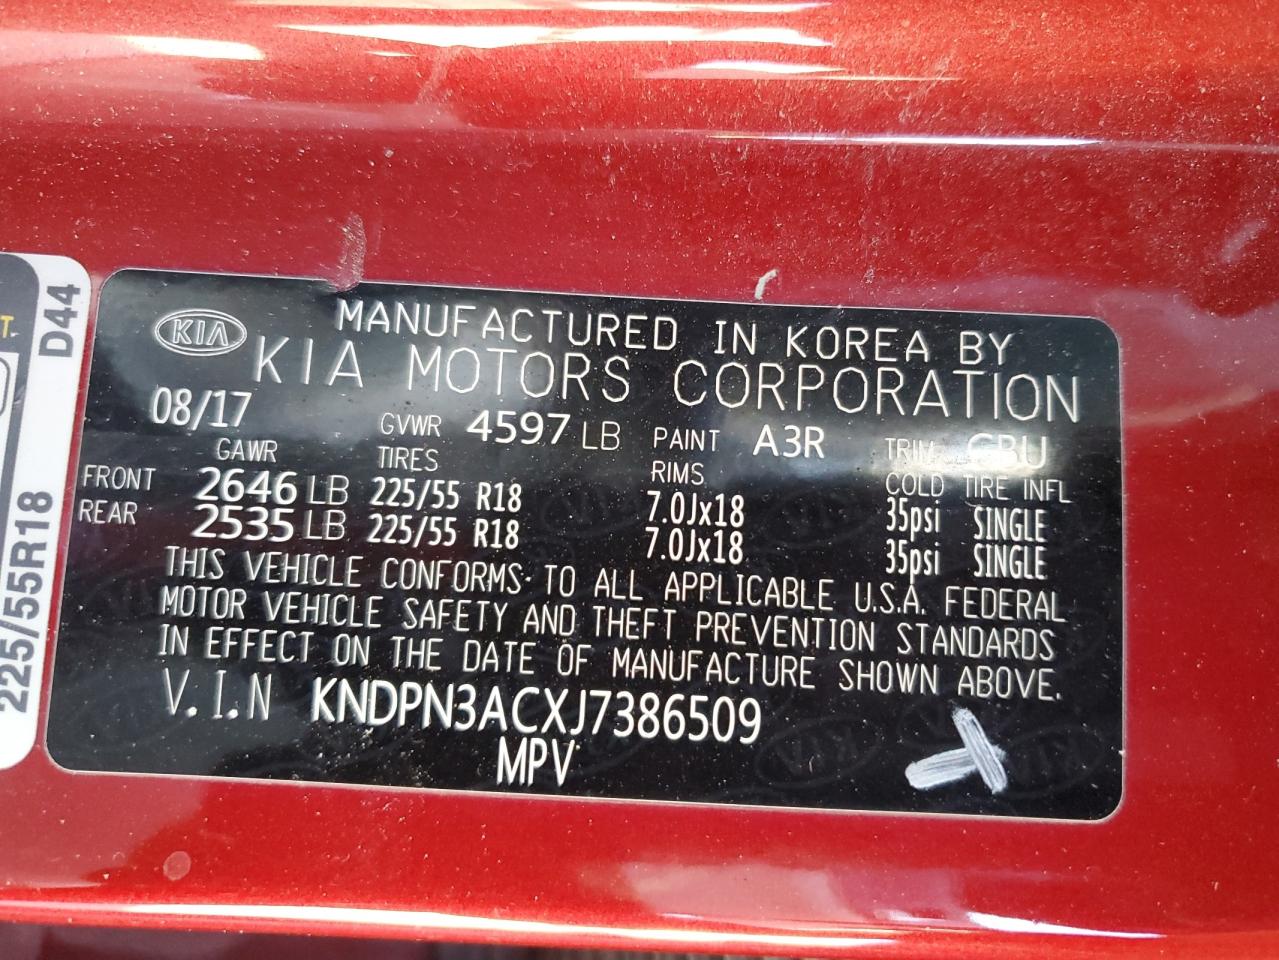 KIA
MANUFACTURED IN KOREA BY
KIA MOTORS CORPORATION
08/17 GVWR 4597 LB PAINT A3R TRIM CBU
GAWR TIRES RIMS COLD TIRE INFL
FRONT 2646 LB 225/55 R18 7.0Jx18 35psi SINGLE
REAR 2535 LB 225/55 R18 7.0Jx18 35psi SINGLE
THIS VEHICLE CONFORMS TO ALL APPLICABLE U.S.A. FEDERAL
MOTOR VEHICLE SAFETY AND THEFT PREVENTION STANDARDS
IN EFFECT ON THE DATE OF MANUFACTURE SHOWN ABOVE.
V.I.N KNDPN3ACXJ7386509
MPV
225/55R18 D44